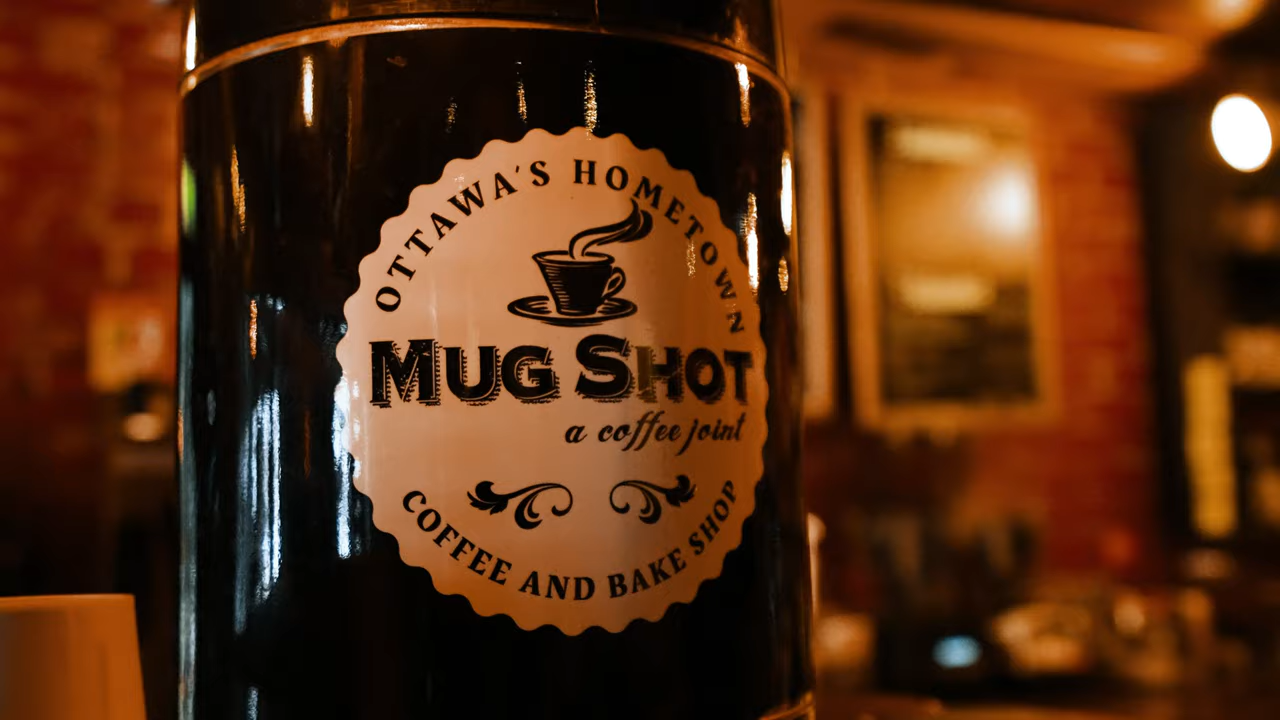 OTTAWA'S HOMETOWN
MUG SHOT
a coffee joint
COFFEE AND BAKE SHOP